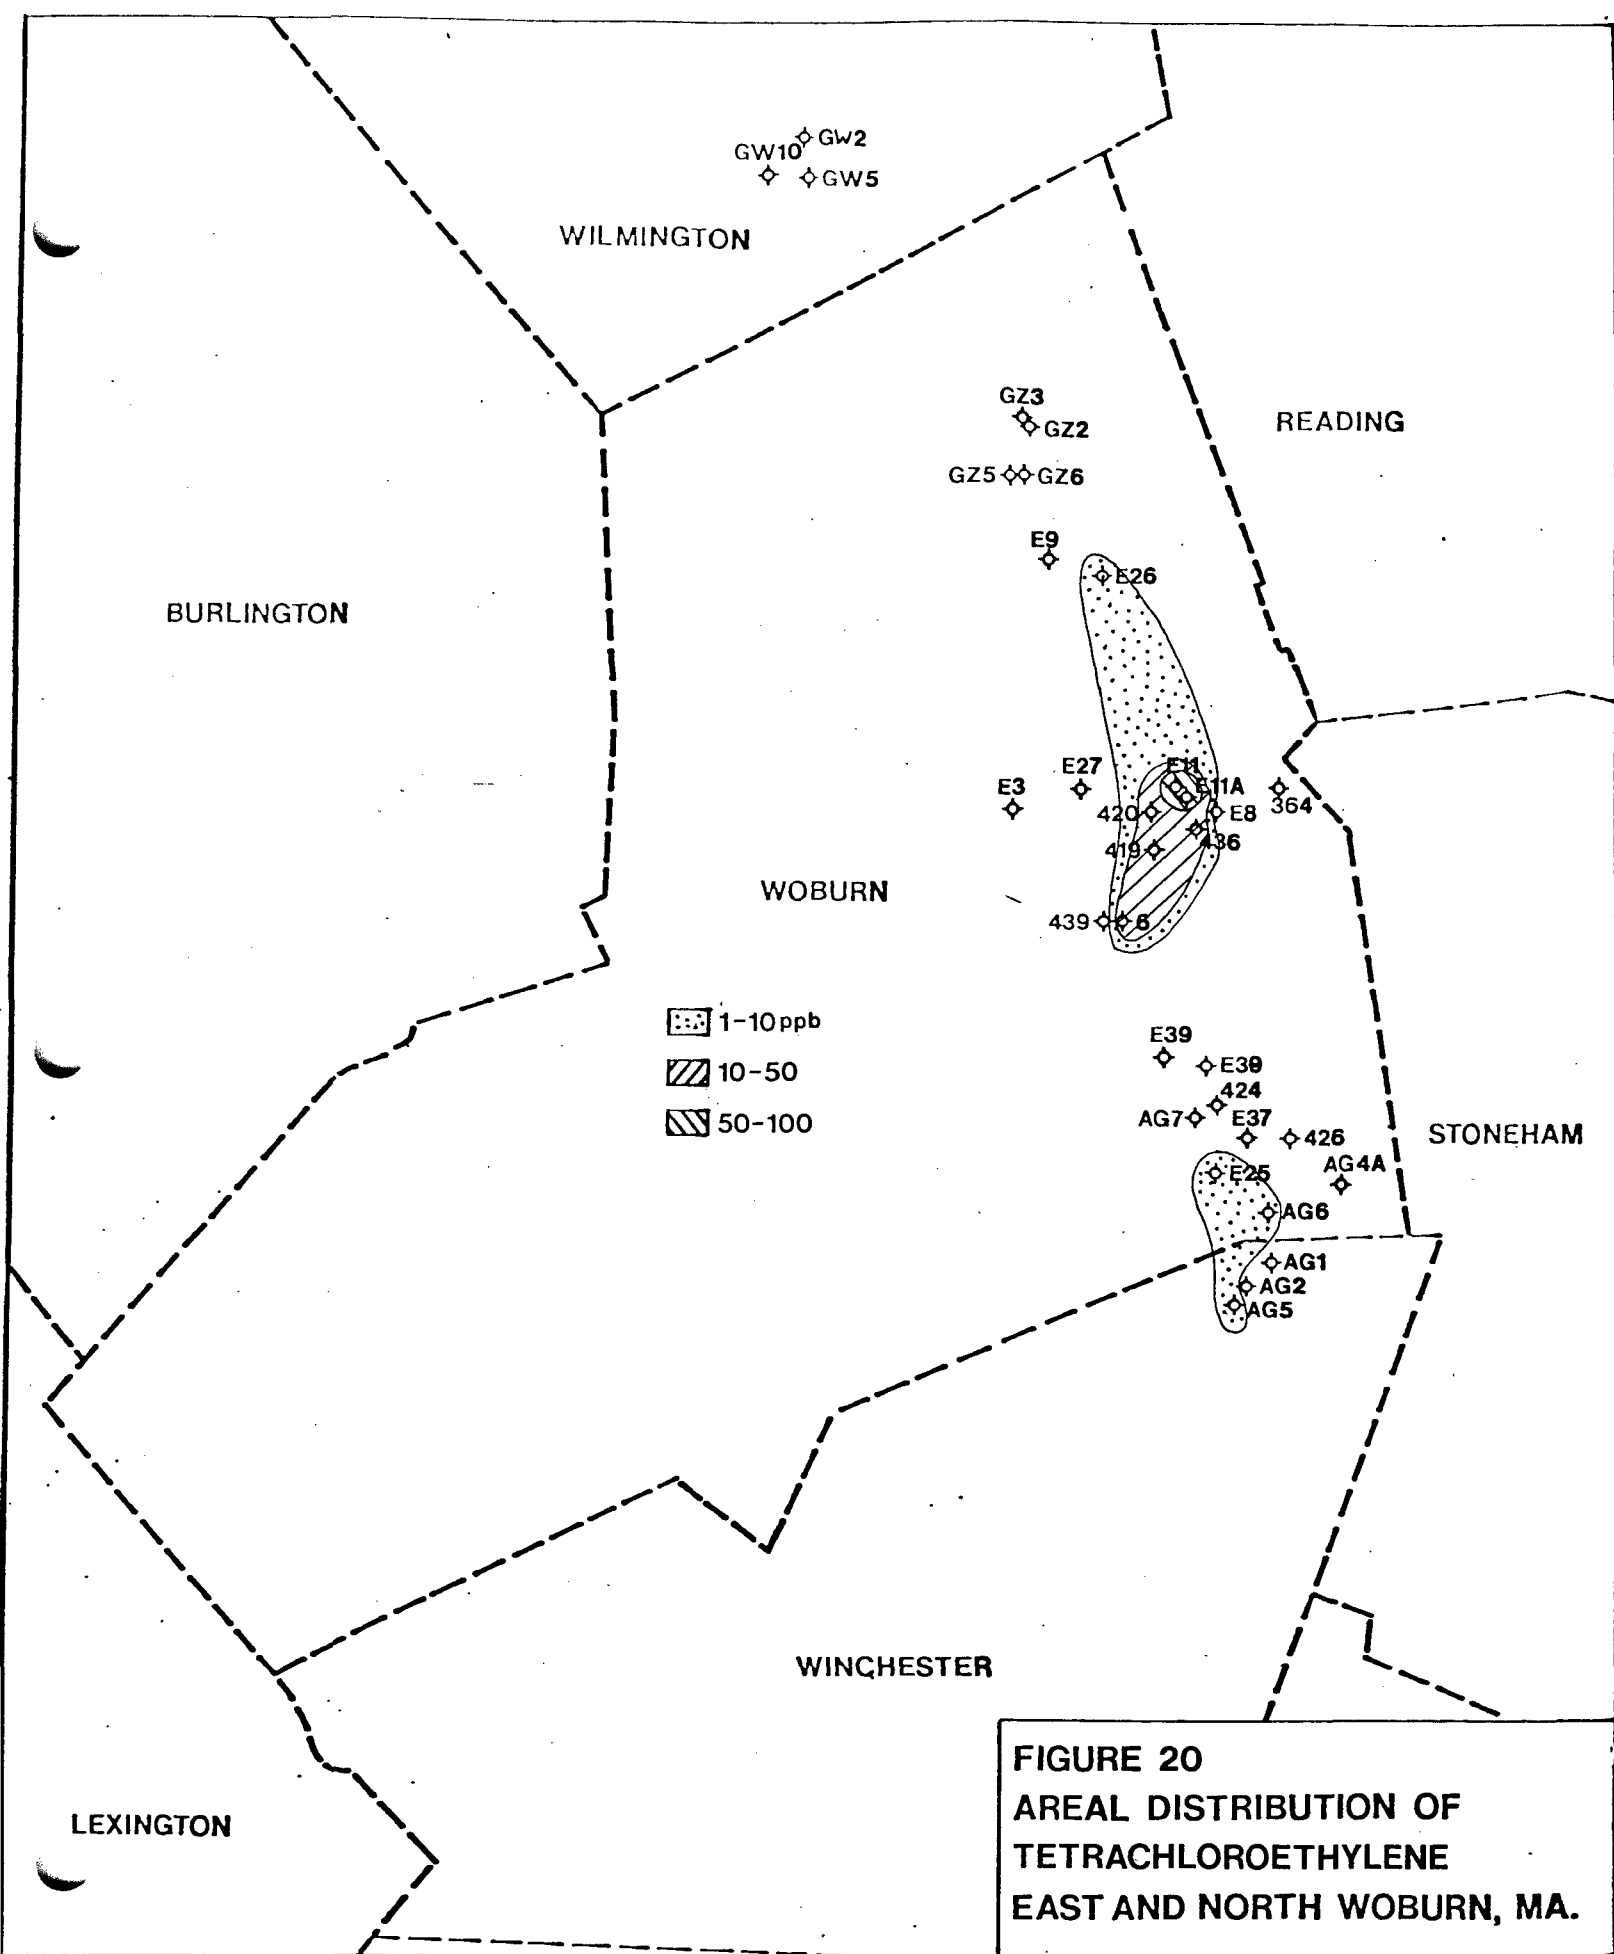 GW2
GW10
GW5
WILMINGTON
GZ3
GZ2
READING
GZ5 GZ6
E9
E26
BURLINGTON
E27
E11
E3
E11A
364
420
E8
436
419
WOBURN
439 6
1-10 ppb
10-50
50-100
E39
E38
424
AG7
E37
426
STONEHAM
AG4A
E25
AG6
AG1
AG2
AG5
WINCHESTER
LEXINGTON
FIGURE 20
AREAL DISTRIBUTION OF
TETRACHLOROETHYLENE
EAST AND NORTH WOBURN, MA.